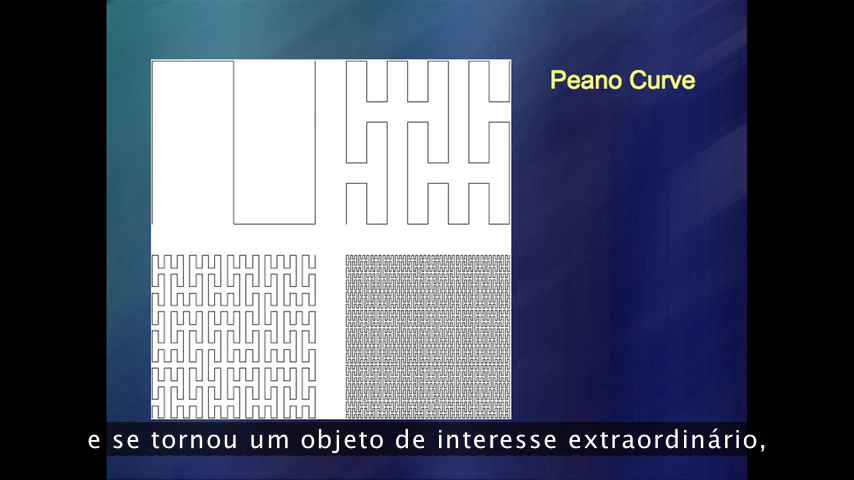 Peano Curve
e se tornou um objeto de interesse extraordinário,